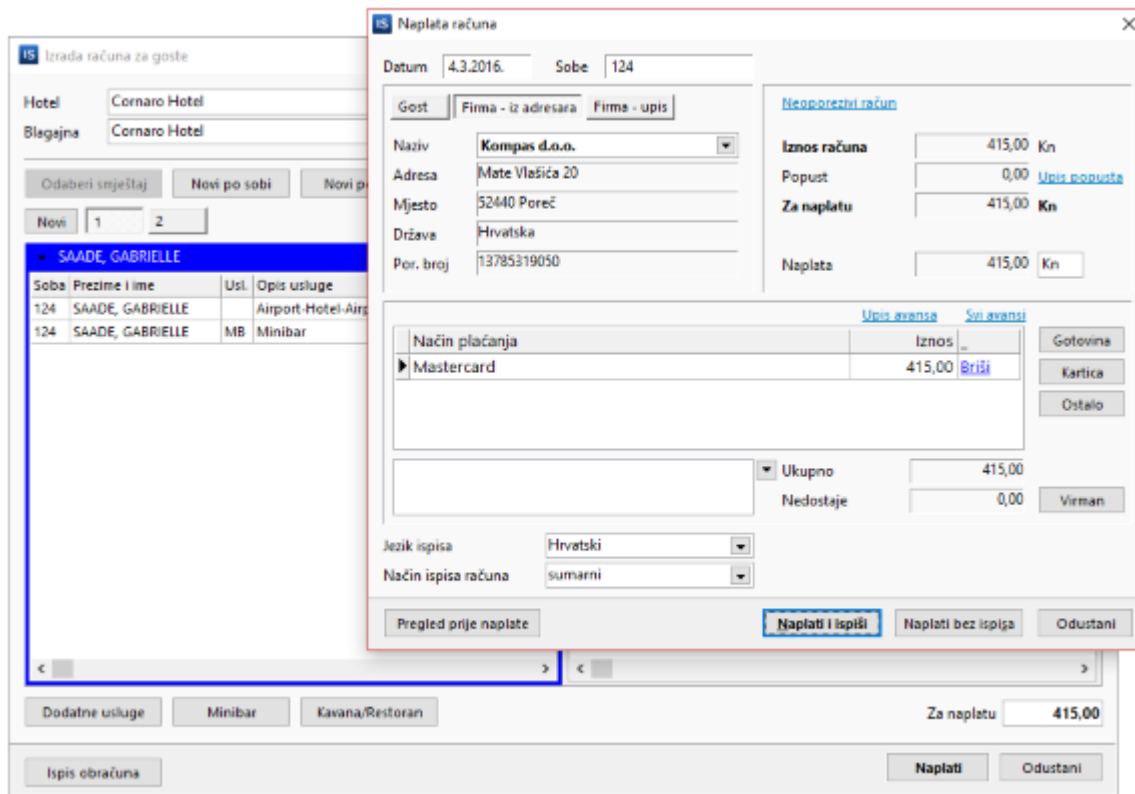 IS Izrada računa za goste
Hotel Cornaro Hotel
Blagajna Cornaro Hotel
Odaberi smještaj Novi po sobi Novi
Novi 1 2
SAADE, GABRIELLE
Soba Prezime i ime Usl. Opis usluge
124 SAADE, GABRIELLE Airport-Hotel-Airp
124 SAADE, GABRIELLE MB Minibar
Dodatne usluge Minibar Kavana/Restoran
Za naplatu 415,00
Ispis obračuna Naplati Odustani
IS Naplata računa
Datum 4.3.2016. Sobe 124
Gost Firma - iz adresara Firma - upis
Naziv Kompas d.o.o.
Adresa Mate Vlašića 20
Mjesto 52440 Poreč
Država Hrvatska
Por. broj 13785319050
Neoporezivi račun
Iznos računa 415,00 Kn
Popust 0,00 Upis popusta
Za naplatu 415,00 Kn
Naplata 415,00 Kn
Upis avansa Svi avansi
Način plaćanja Iznos _
Mastercard 415,00 Briši
Gotovina
Kartica
Ostalo
Ukupno 415,00
Nedostaje 0,00 Virman
Jezik ispisa Hrvatski
Način ispisa računa sumarni
Pregled prije naplate Naplati i ispiši Naplati bez ispisa Odustani